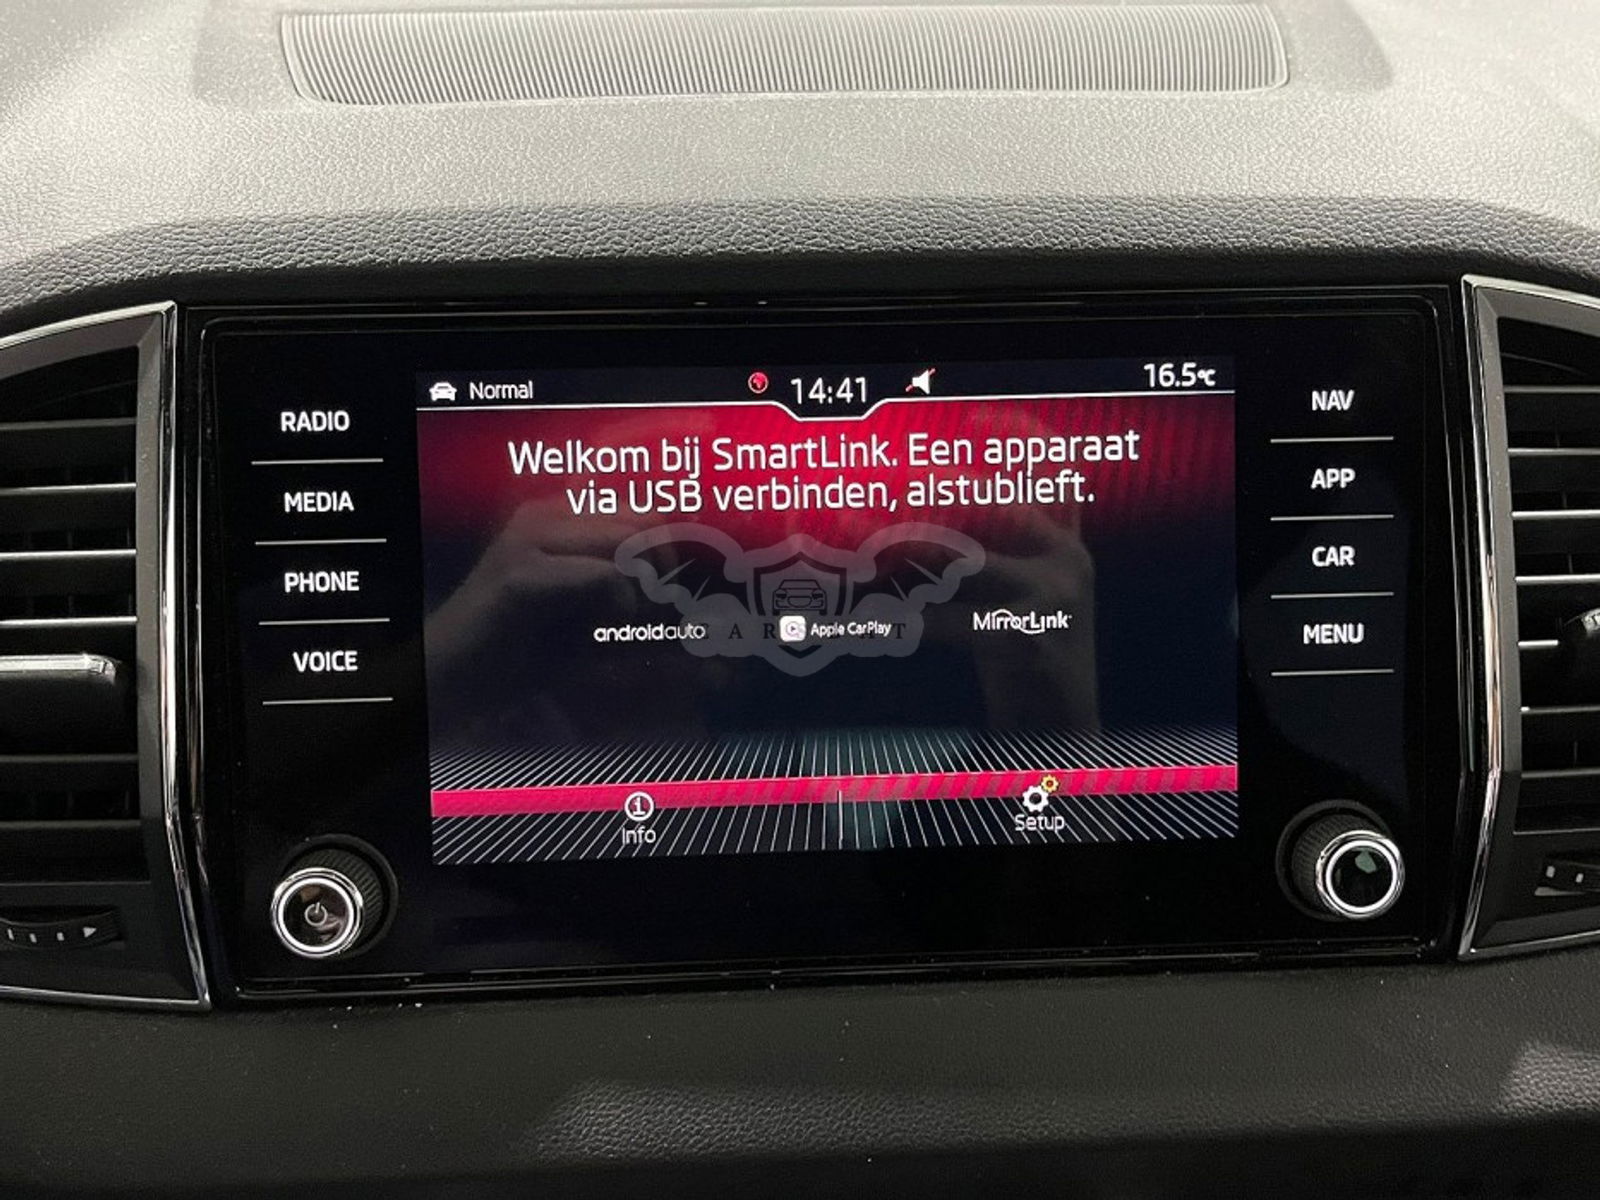 Normal
14:41
16.5°C
Welkom bij SmartLink. Een apparaat
via USB verbinden, alstublieft.
androidauto
Apple CarPlay
MirrorLink
Info
Setup
RADIO
MEDIA
PHONE
VOICE
NAV
APP
CAR
MENU